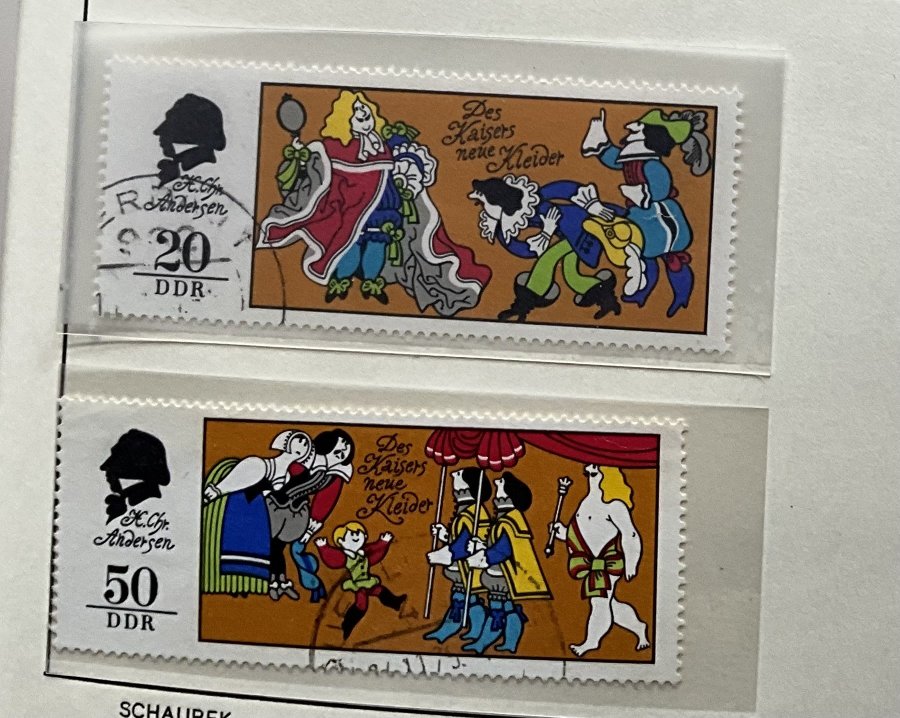 Des
Kaisers
neue Kleider
H. Chr.
Andersen
20
DDR
Des
Kaisers
neue
Kleider
H. Chr.
Andersen
50
DDR
SCHAUBEK